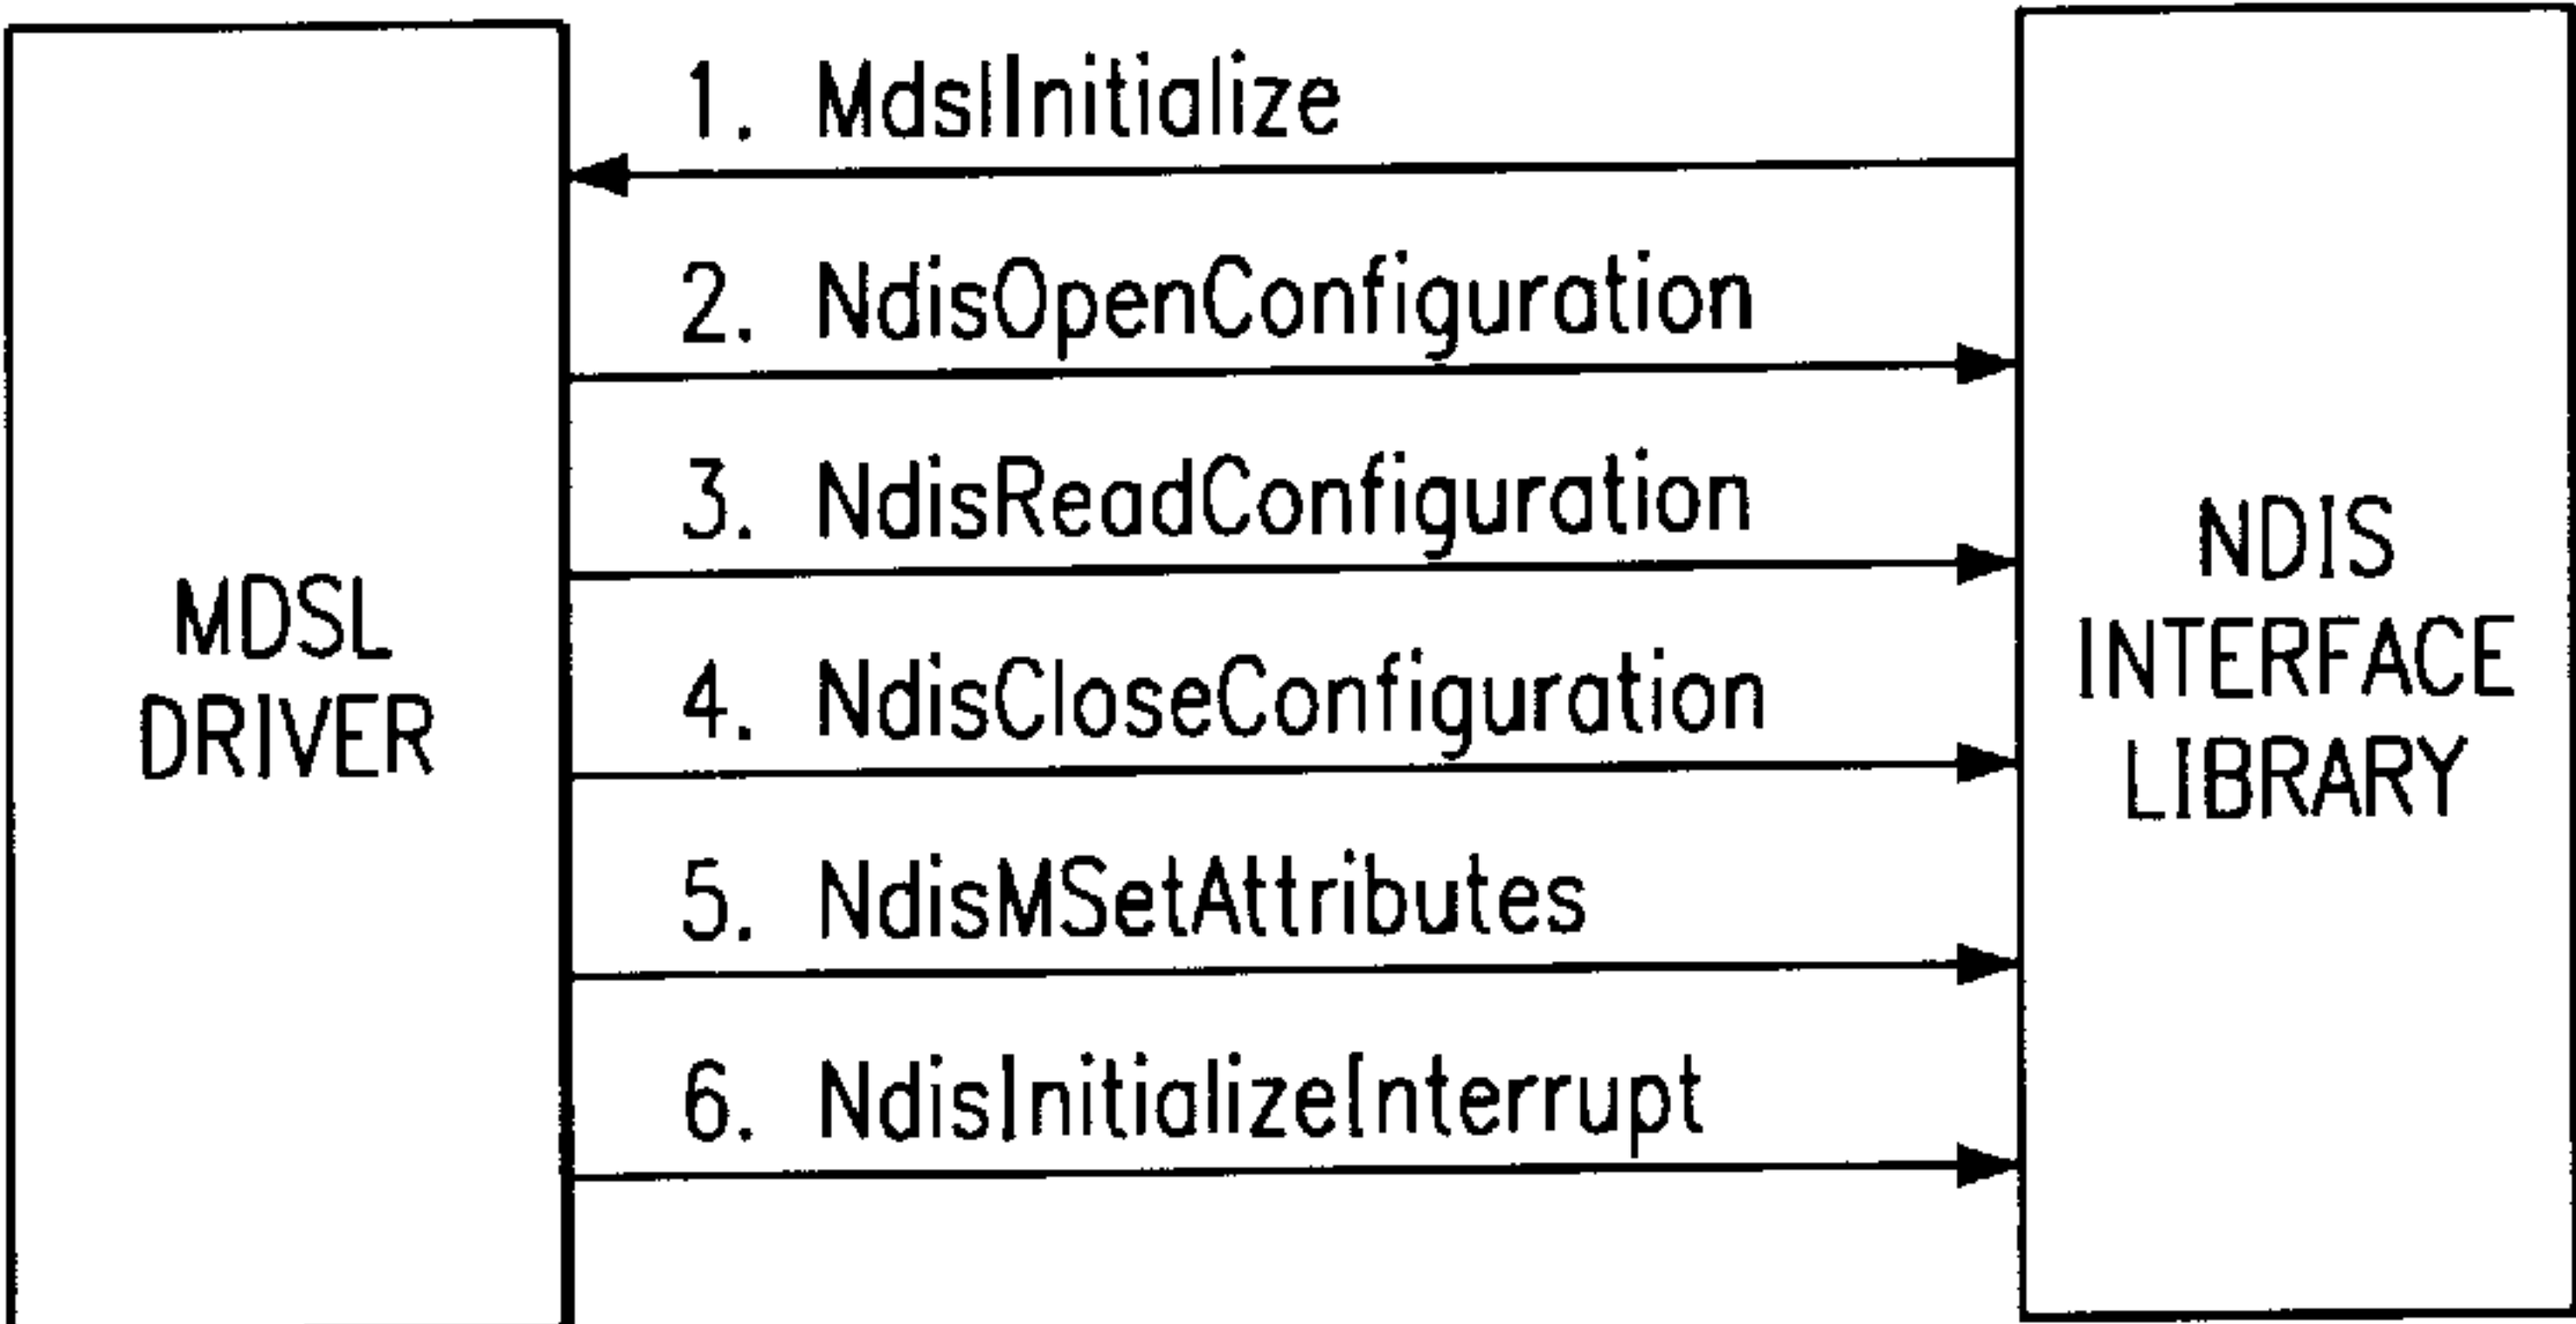 1. MdslInitialize
2. NdisOpenConfiguration
3. NdisReadConfiguration
4. NdisCloseConfiguration
5. NdisMSetAttributes
6. NdisInitializeInterrupt
MDSL
DRIVER
NDIS
INTERFACE
LIBRARY